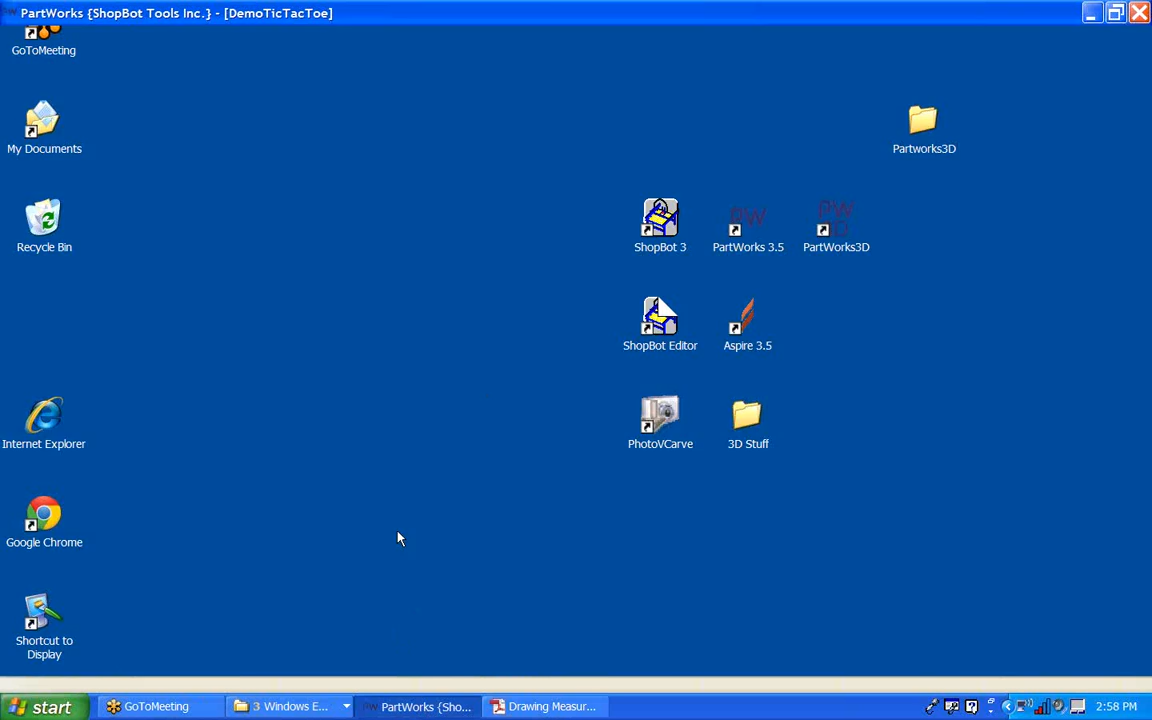 PartWorks {ShopBot Tools Inc.} - [DemoTicTacToe]
GoToMeeting
My Documents
Partworks3D
Recycle Bin
ShopBot 3
PartWorks 3.5
PartWorks3D
ShopBot Editor
Aspire 3.5
Internet Explorer
PhotoVCarve
3D Stuff
Google Chrome
Shortcut to
Display
start
GoToMeeting
3 Windows E...
PartWorks {Sho...
Drawing Measur...
2:58 PM